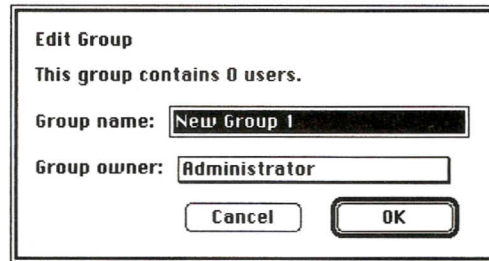 Edit Group
This group contains 0 users.
Group name: New Group 1
Group owner: Administrator
Cancel OK